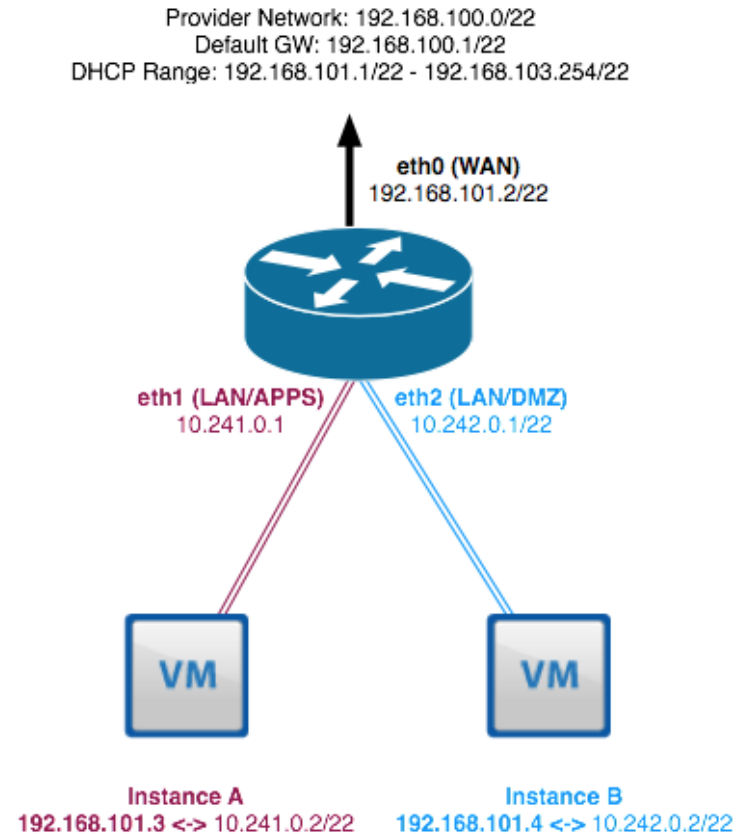 Provider Network: 192.168.100.0/22
Default GW: 192.168.100.1/22
DHCP Range: 192.168.101.1/22 - 192.168.103.254/22
eth0 (WAN)
192.168.101.2/22
eth1 (LAN/APPS)
10.241.0.1
eth2 (LAN/DMZ)
10.242.0.1/22
VM
VM
Instance A
192.168.101.3 <-> 10.241.0.2/22
Instance B
192.168.101.4 <-> 10.242.0.2/22